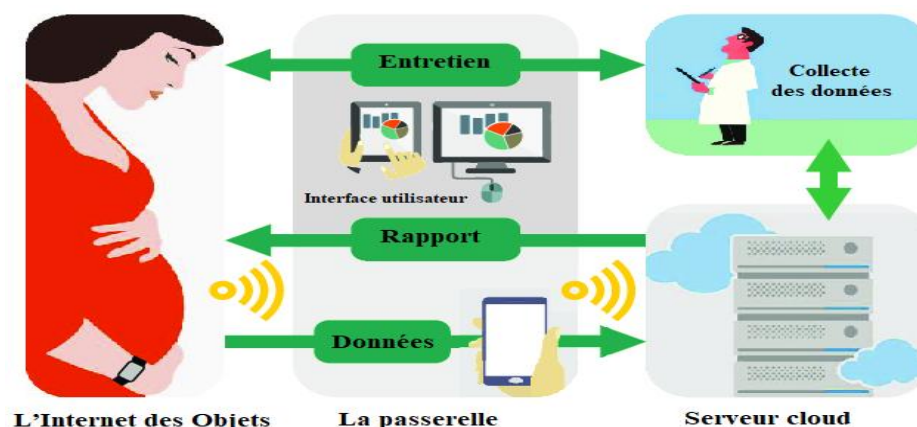 Entretien
Collecte
des données
Interface utilisateur
Rapport
Données
L'Internet des Objets
La passerelle
Serveur cloud